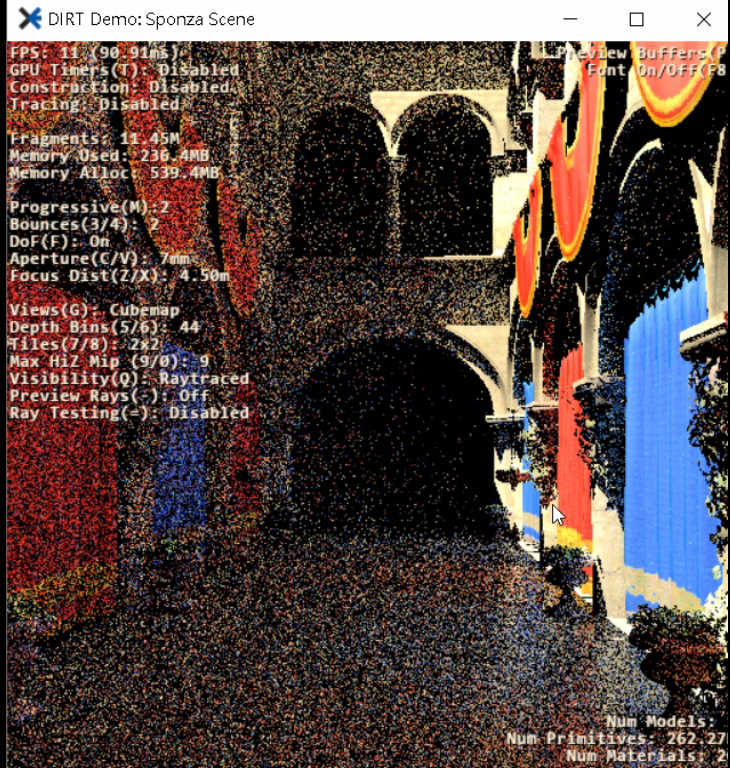 DIRT Demo: Sponza Scene
FPS: 11 (90.91ms)
GPU Timers(T): Disabled
Construction: Disabled
Tracing: Disabled
Fragments: 11.45M
Memory Used: 236.4MB
Memory Alloc: 539.4MB
Progressive(M):2
Bounces(3/4): 2
DoF(F): On
Aperture(C/V): 7mm
Focus Dist(Z/X): 4.50m
Views(G): Cubemap
Depth Bins(5/6): 44
Tiles(7/8): 2x2
Max HiZ Mip (9/0): 9
Visibility(Q): Raytraced
Preview Rays(-): Off
Ray Testing(=): Disabled
Preview Buffers(P
Font On/Off(F8
Num Models:
Num Primitives: 262.27
Num Materials: 2